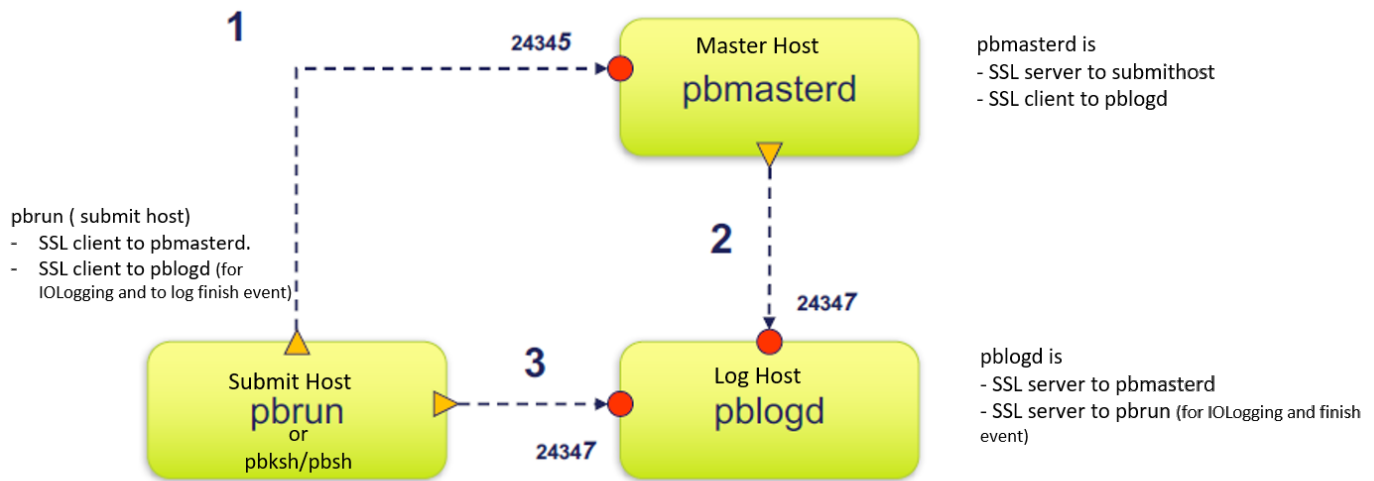 1
24345
Master Host
pbmasterd
pbmasterd is
- SSL server to submithost
- SSL client to pblogd
pbrun ( submit host)
- SSL client to pbmasterd.
- SSL client to pblogd (for
IOLogging and to log finish event)
2
24347
Submit Host
pbrun
or
pbksh/pbsh
3
24347
Log Host
pblogd
pblogd is
- SSL server to pbmasterd
- SSL server to pbrun (for IOLogging and finish
event)